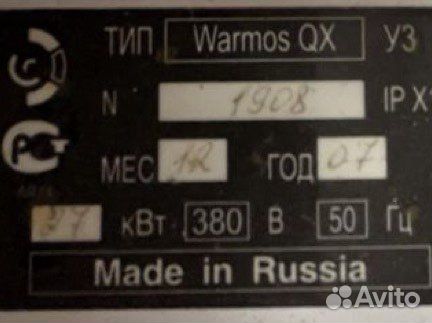 ТИП Warmos QX УЗ
N 1908 IP X
МЕС 12 ГОД 07
27 кВт 380 В 50 Гц
Made in Russia
Avito